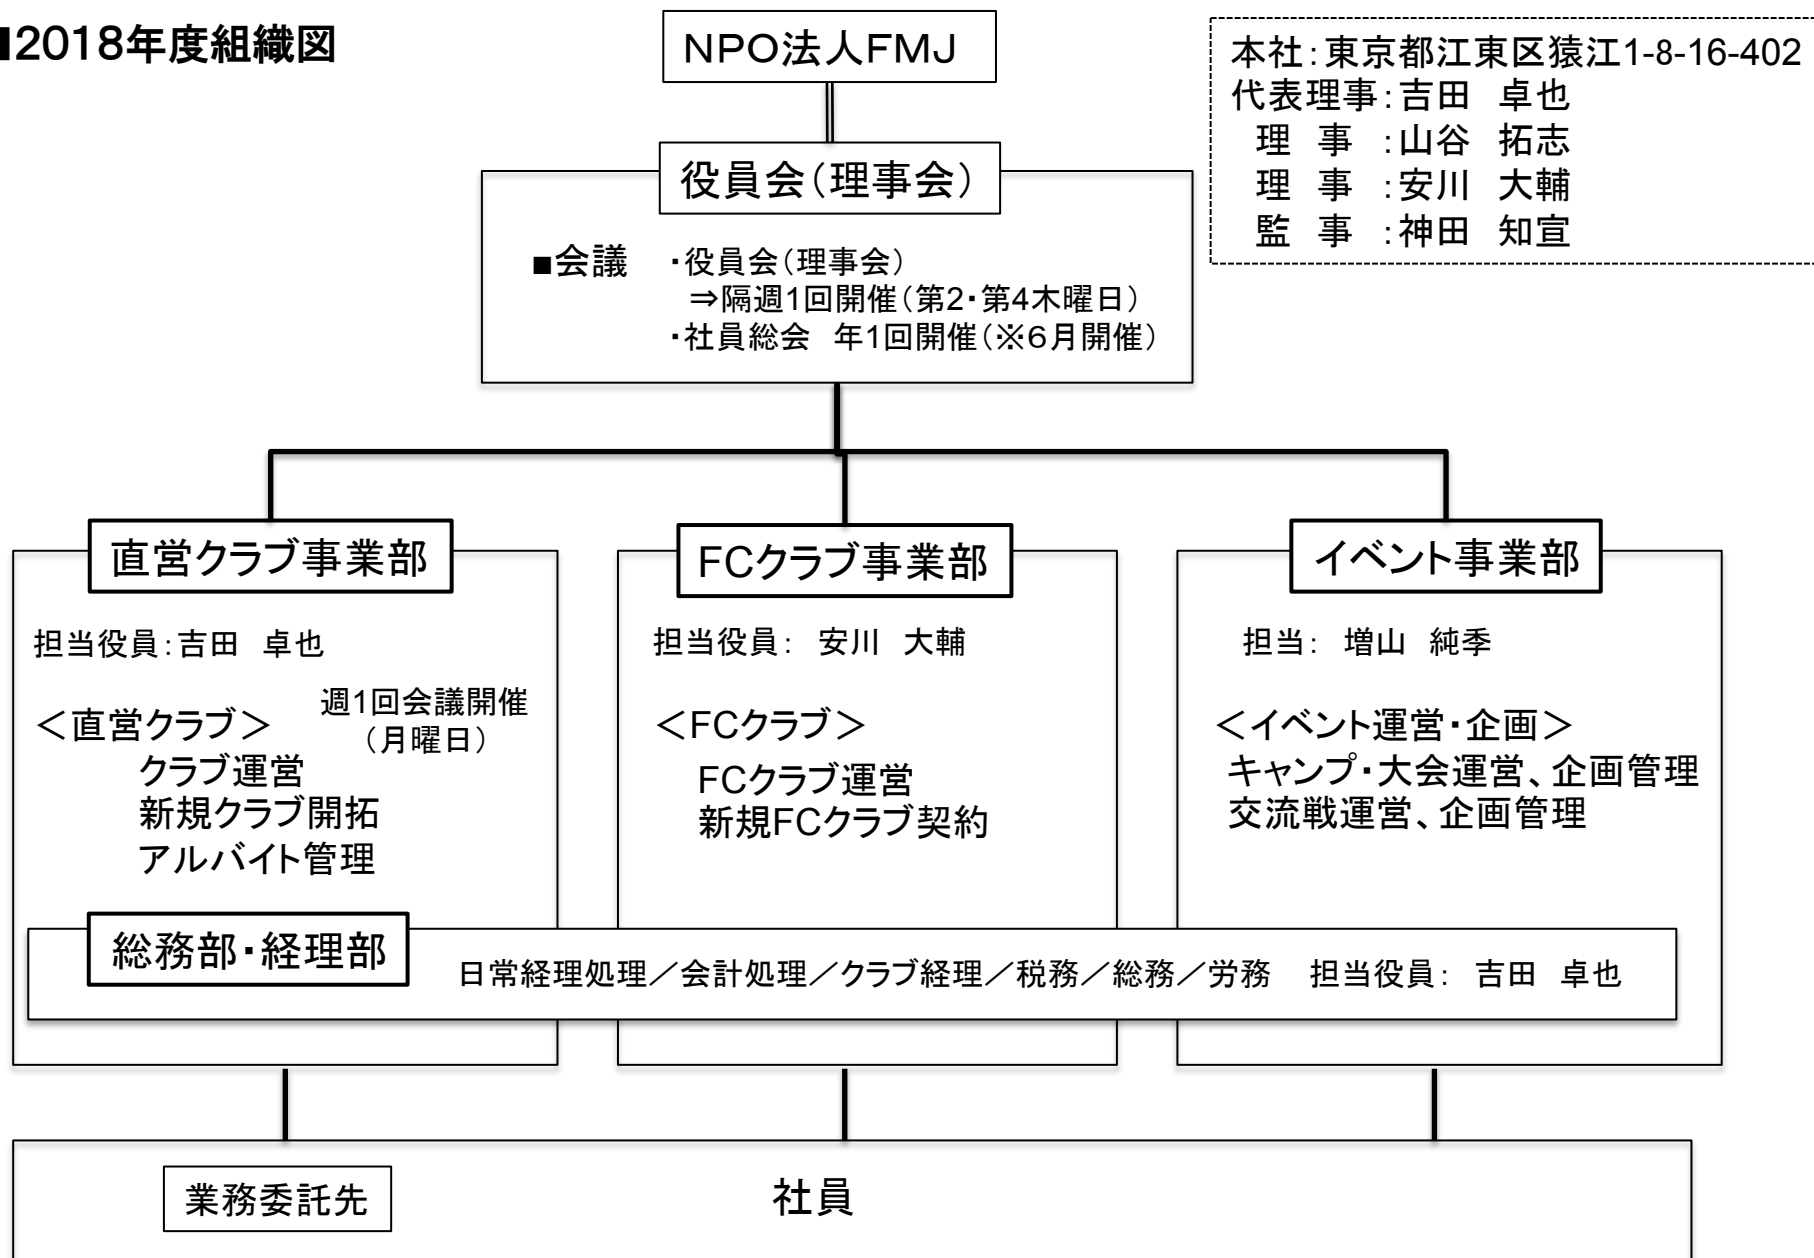 ■2018年度組織図
NPO法人FMJ
本社：東京都江東区猿江1-8-16-402
代表理事：吉田　卓也
理　事　：山谷　拓志
理　事　：安川　大輔
監　事　：神田　知宣
役員会（理事会）
■会議　・役員会（理事会）
⇒隔週1回開催（第2・第4木曜日）
・社員総会　年1回開催（※６月開催）
直営クラブ事業部
担当役員：吉田　卓也
＜直営クラブ＞
週1回会議開催
（月曜日）
クラブ運営
新規クラブ開拓
アルバイト管理
FCクラブ事業部
担当役員：　安川　大輔
＜FCクラブ＞
FCクラブ運営
新規FCクラブ契約
イベント事業部
担当：　増山　純季
＜イベント運営・企画＞
キャンプ・大会運営、企画管理
交流戦運営、企画管理
総務部・経理部
日常経理処理／会計処理／クラブ経理／税務／総務／労務　担当役員：　吉田　卓也
業務委託先
社員